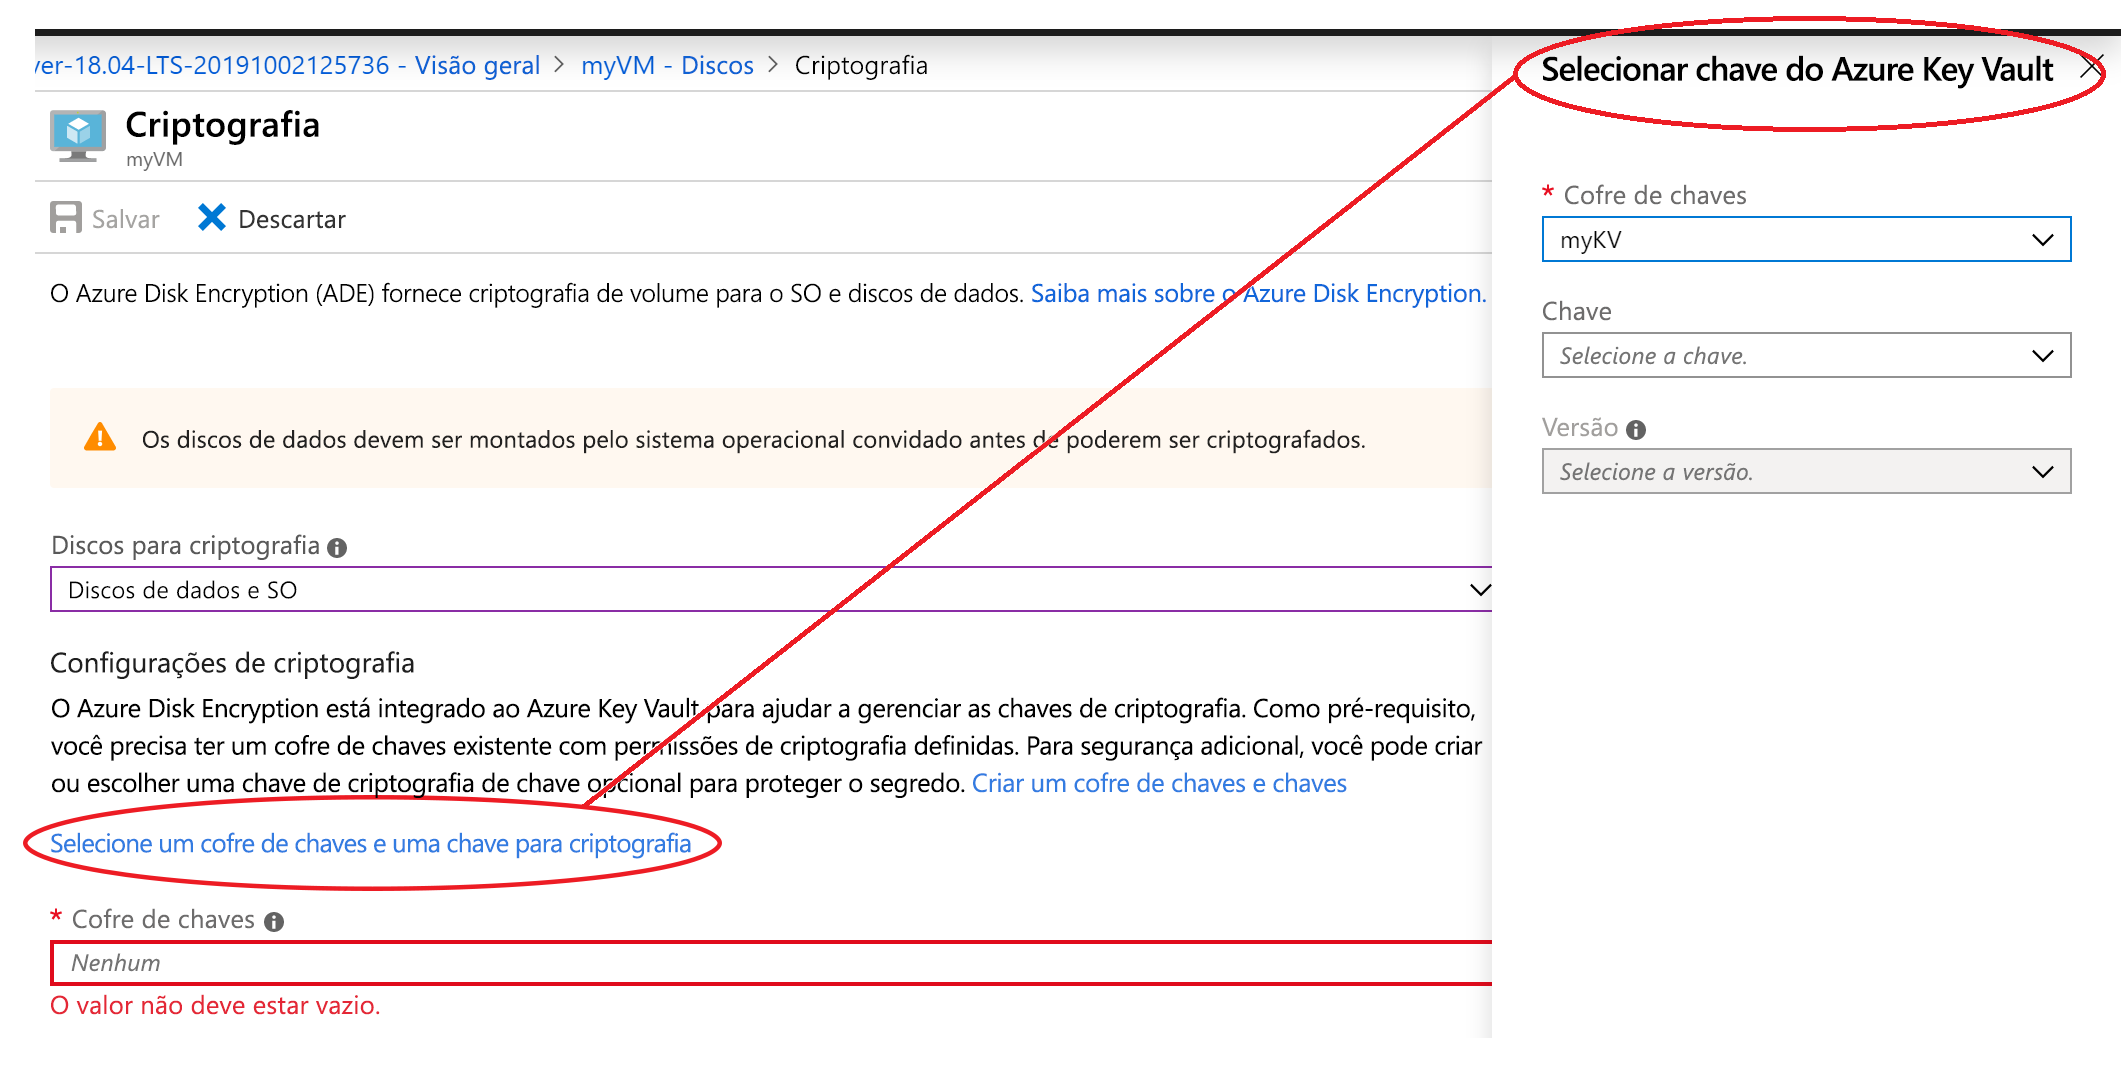 ver-18.04-LTS-20191002125736 - Visão geral > myVM - Discos > Criptografia
Criptografia
myVM
Salvar Descartar
O Azure Disk Encryption (ADE) fornece criptografia de volume para o SO e discos de dados. Saiba mais sobre o Azure Disk Encryption.
Os discos de dados devem ser montados pelo sistema operacional convidado antes de poderem ser criptografados.
Discos para criptografia
Discos de dados e SO
Configurações de criptografia
O Azure Disk Encryption está integrado ao Azure Key Vault para ajudar a gerenciar as chaves de criptografia. Como pré-requisito,
você precisa ter um cofre de chaves existente com permissões de criptografia definidas. Para segurança adicional, você pode criar
ou escolher uma chave de criptografia de chave opcional para proteger o segredo. Criar um cofre de chaves e chaves
Selecione um cofre de chaves e uma chave para criptografia
* Cofre de chaves
Nenhum
O valor não deve estar vazio.
Selecionar chave do Azure Key Vault
* Cofre de chaves
myKV
Chave
Selecione a chave.
Versão
Selecione a versão.